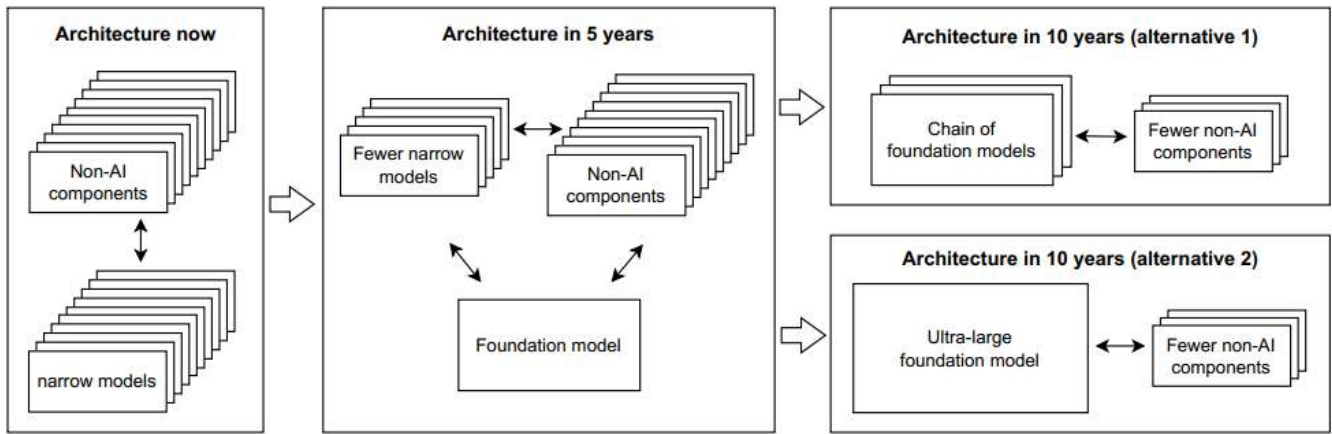 Architecture now
Non-AI
components
narrow models
Architecture in 5 years
Fewer narrow
models
Non-AI
components
Foundation model
Architecture in 10 years (alternative 1)
Chain of
foundation models
Fewer non-AI
components
Architecture in 10 years (alternative 2)
Ultra-large
foundation model
Fewer non-AI
components